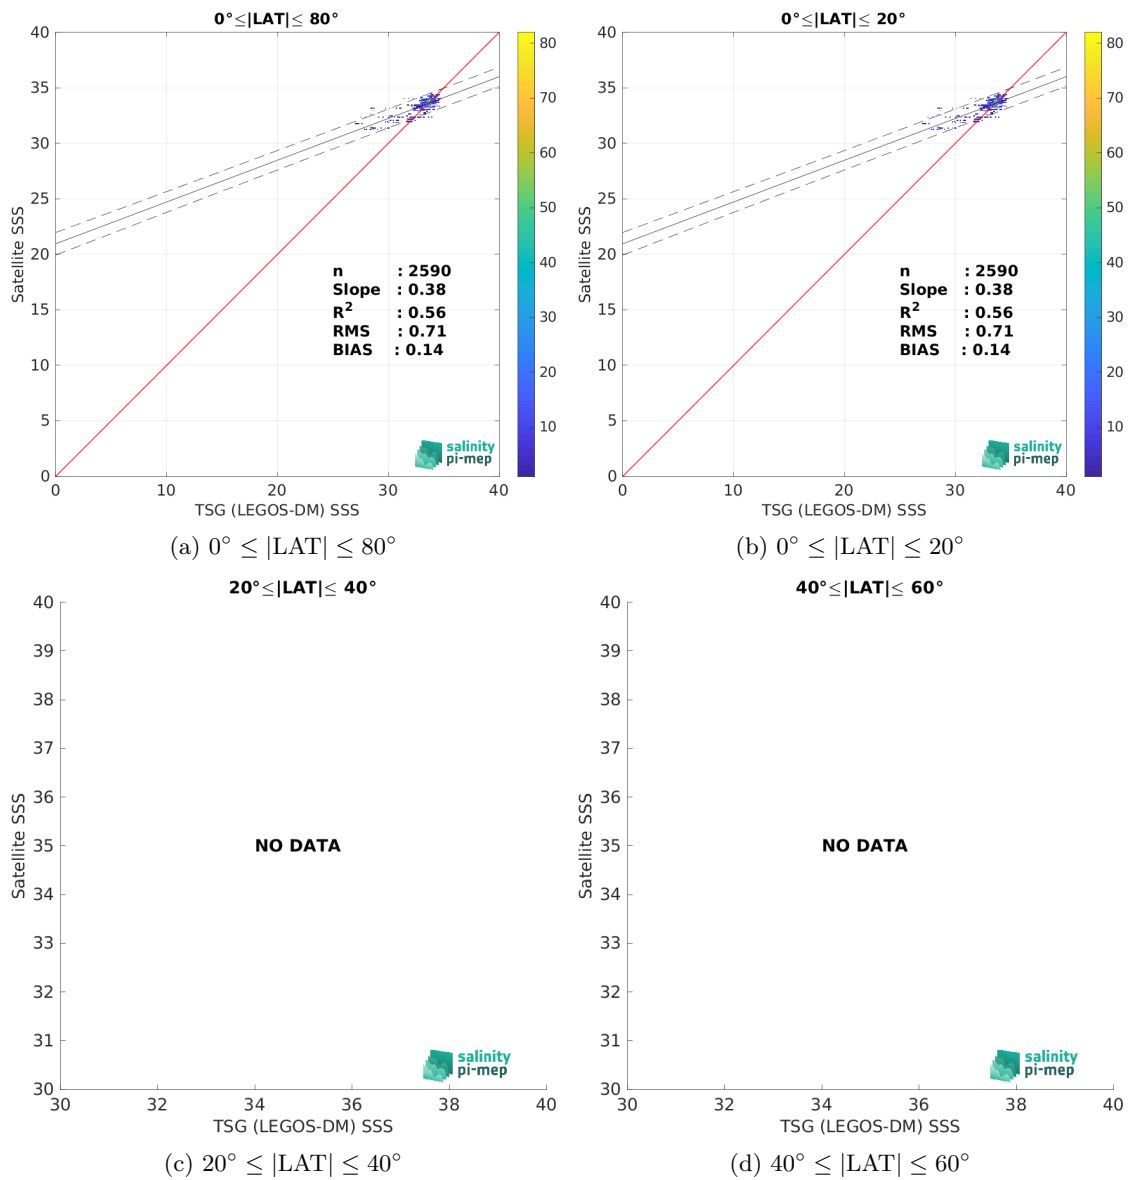 0°≤|LAT|≤ 80°
40
35
30
25
20
15
10
5
0
Satellite SSS
n : 2590
Slope : 0.38
R² : 0.56
RMS : 0.71
BIAS : 0.14
salinity
pi-mep
0 10 20 30 40
TSG (LEGOS-DM) SSS
80
70
60
50
40
30
20
10
(a) 0° ≤ |LAT| ≤ 80°
0°≤|LAT|≤ 20°
40
35
30
25
20
15
10
5
0
Satellite SSS
n : 2590
Slope : 0.38
R² : 0.56
RMS : 0.71
BIAS : 0.14
salinity
pi-mep
0 10 20 30 40
TSG (LEGOS-DM) SSS
80
70
60
50
40
30
20
10
(b) 0° ≤ |LAT| ≤ 20°
20°≤|LAT|≤ 40°
40
39
38
37
36
35
34
33
32
31
30
Satellite SSS
NO DATA
salinity
pi-mep
30 32 34 36 38 40
TSG (LEGOS-DM) SSS
(c) 20° ≤ |LAT| ≤ 40°
40°≤|LAT|≤ 60°
40
39
38
37
36
35
34
33
32
31
30
Satellite SSS
NO DATA
salinity
pi-mep
30 32 34 36 38 40
TSG (LEGOS-DM) SSS
(d) 40° ≤ |LAT| ≤ 60°